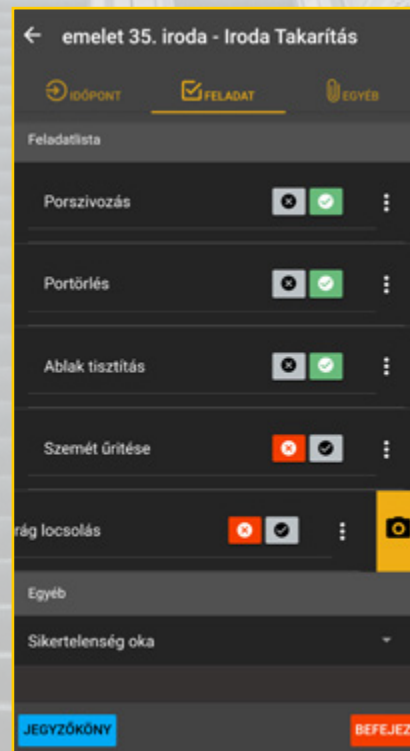 emelet 35. iroda - Iroda Takarítás
IDŐPONT FELADAT EGYÉB
Feladatlista
Porszivozás
Portörlés
Ablak tisztítás
Szemét űritése
rág locsolás
Egyéb
Sikertelenség oka
JEGYZŐKÖNY BEFEJEZ